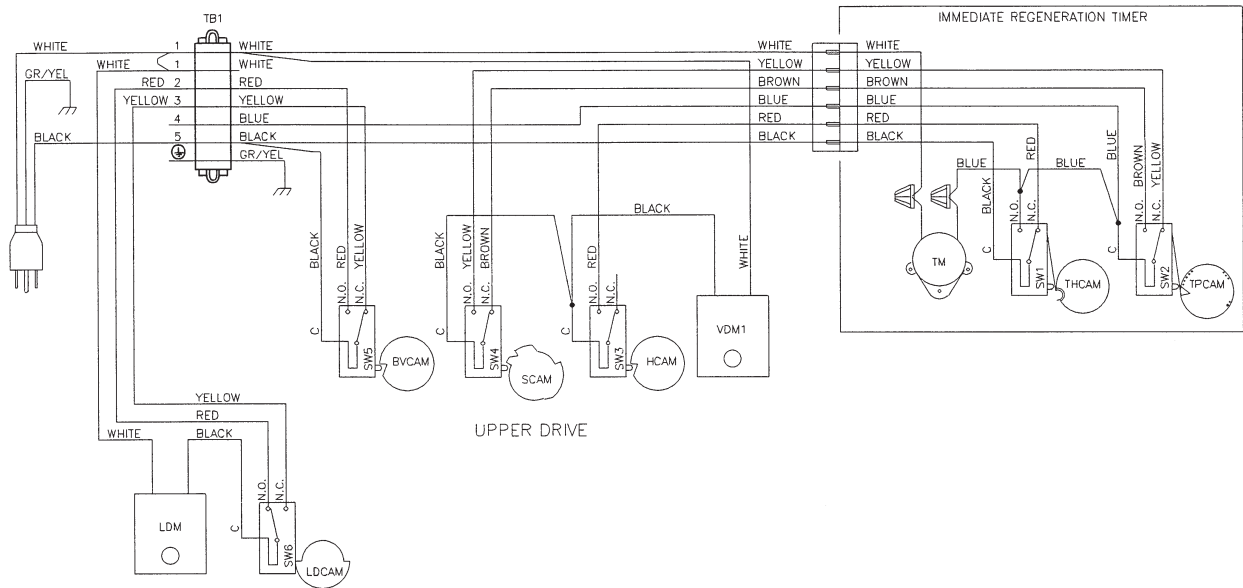 TB1
IMMEDIATE REGENERATION TIMER
WHITE 1 WHITE WHITE WHITE
WHITE 1 WHITE YELLOW YELLOW
GR/YEL RED 2 RED BROWN BROWN
YELLOW 3 YELLOW BLUE BLUE
4 BLUE RED RED
BLACK 5 BLACK BLACK BLACK
GR/YEL
BLUE RED BLUE BLUE BROWN YELLOW
BLACK N.O. N.C. N.O. N.C.
BLACK
BLACK RED YELLOW BLACK YELLOW BROWN RED WHITE
C TM C
N.O. N.C. N.O. N.C. N.O. N.C.
SW1 THCAM SW2 TPCAM
C C C VDM1
SW5 BVCAM SW4 SCAM SW3 HCAM
YELLOW
RED
WHITE BLACK
UPPER DRIVE
N.O. N.C.
LDM C SW6 LDCAM